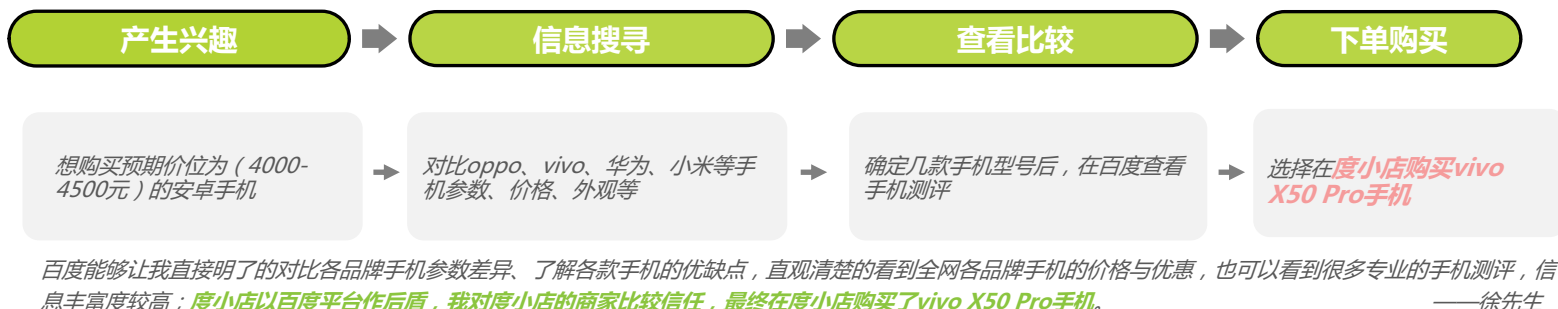 产生兴趣
信息搜寻
查看比较
下单购买
想购买预期价位为（4000-
4500元）的安卓手机
对比oppo、vivo、华为、小米等手
机参数、价格、外观等
确定几款手机型号后，在百度查看
手机测评
选择在度小店购买vivo
X50 Pro手机
百度能够让我直接明了的对比各品牌手机参数差异、了解各款手机的优缺点，直观清楚的看到全网各品牌手机的价格与优惠，也可以看到很多专业的手机测评，信
息丰富度较高；度小店以百度平台作后盾，我对度小店的商家比较信任，最终在度小店购买了vivo X50 Pro手机。 ——徐先生